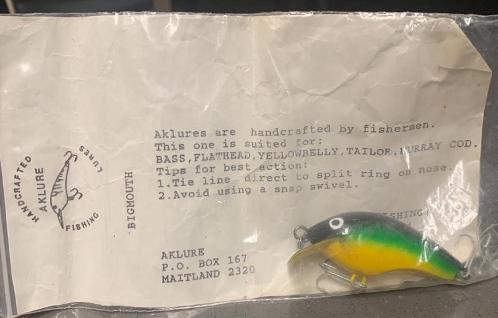 Aklures are handcrafted by fishermen.
This one is suited for:
BASS,FLATHEAD,YELLOWBELLY,TAILOR,MURRAY COD.
Tips for best action:
1.Tie line direct to split ring on nose.
2.Avoid using a snap swivel.
HANDCRAFTED
AKLURE
FISHING
LURES
BIGMOUTH
AKLURE
P.O. BOX 167
MAITLAND 2320